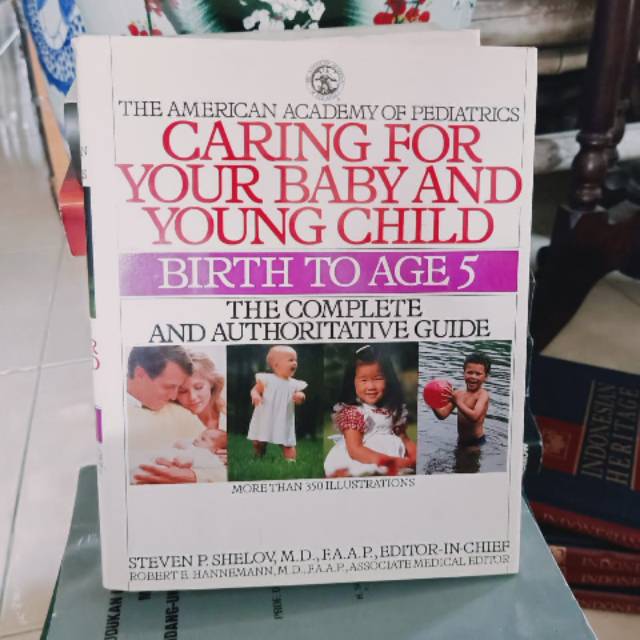 THE AMERICAN ACADEMY OF PEDIATRICS
CARING FOR
YOUR BABY AND
YOUNG CHILD
BIRTH TO AGE 5
THE COMPLETE
AND AUTHORITATIVE GUIDE
MORE THAN 350 ILLUSTRATIONS
STEVEN P. SHELOV, M.D., F.A.A.P., EDITOR-IN-CHIEF
ROBERT E. HANNEMANN, M.D., F.A.A.P., ASSOCIATE MEDICAL EDITOR
INDONESIAN
HERITAGE